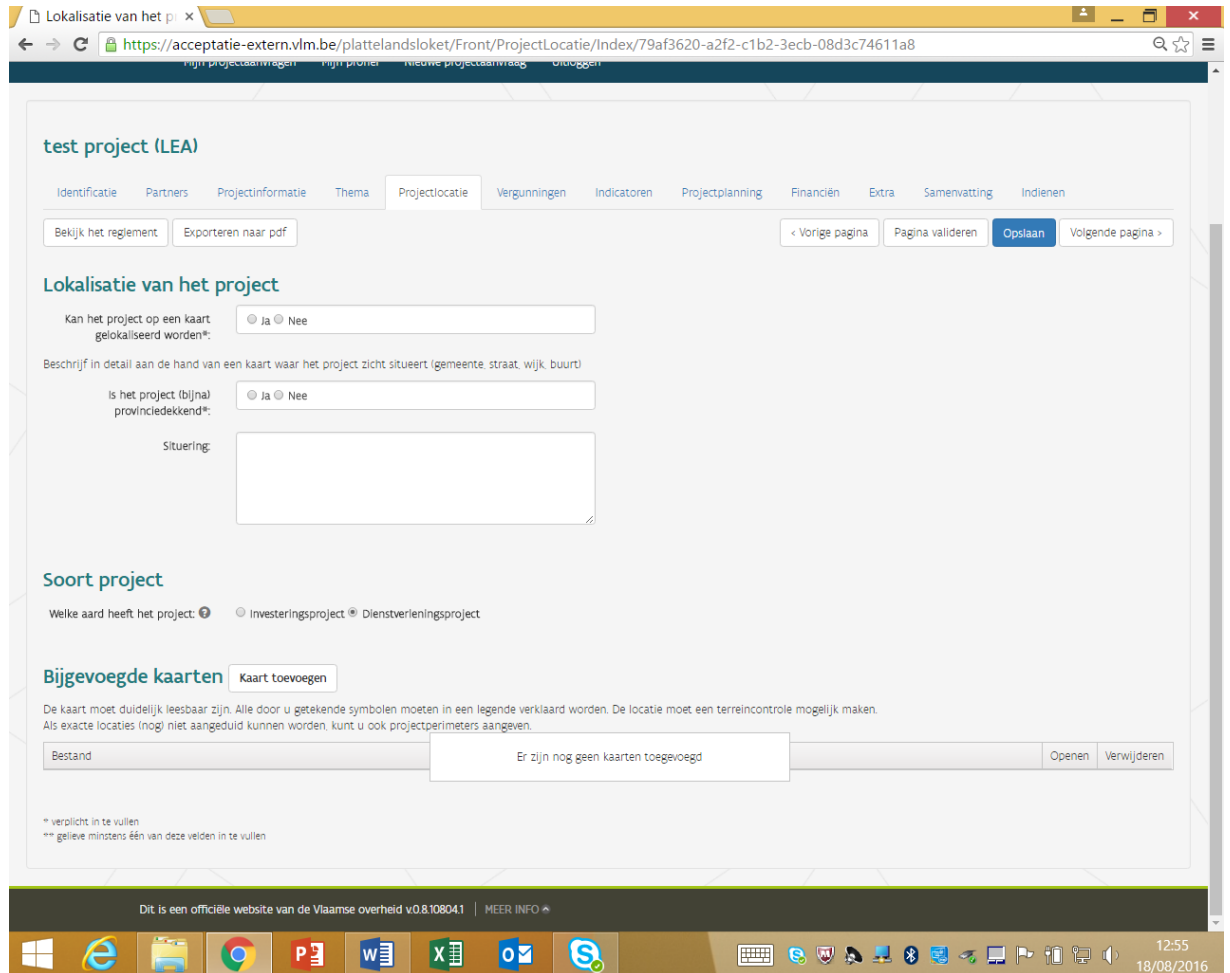 Lokalisatie van het pr
https://acceptatie-extern.vlm.be/plattelandsloket/Front/ProjectLocatie/Index/79af3620-a2f2-c1b2-3ecb-08d3c74611a8
Mijn projectaanvragen Mijn profiel Nieuwe projectaanvraag Uitloggen
test project (LEA)
Identificatie Partners Projectinformatie Thema Projectlocatie Vergunningen Indicatoren Projectplanning Financiën Extra Samenvatting Indienen
Bekijk het reglement Exporteren naar pdf ‹ Vorige pagina Pagina valideren Opslaan Volgende pagina ›
Lokalisatie van het project
Kan het project op een kaart
gelokaliseerd worden*:
Ja Nee
Beschrijf in detail aan de hand van een kaart waar het project zicht situeert (gemeente, straat, wijk, buurt)
Is het project (bijna)
provinciedekkend*:
Ja Nee
Situering:
Soort project
Welke aard heeft het project: ? Investeringsproject Dienstverleningsproject
Bijgevoegde kaarten Kaart toevoegen
De kaart moet duidelijk leesbaar zijn. Alle door u getekende symbolen moeten in een legende verklaard worden. De locatie moet een terreincontrole mogelijk maken.
Als exacte locaties (nog) niet aangeduid kunnen worden, kunt u ook projectperimeters aangeven.
Bestand Er zijn nog geen kaarten toegevoegd Openen Verwijderen
* verplicht in te vullen
** gelieve minstens één van deze velden in te vullen
Dit is een officiële website van de Vlaamse overheid v.0.8.10804.1 | MEER INFO
12:55
18/08/2016